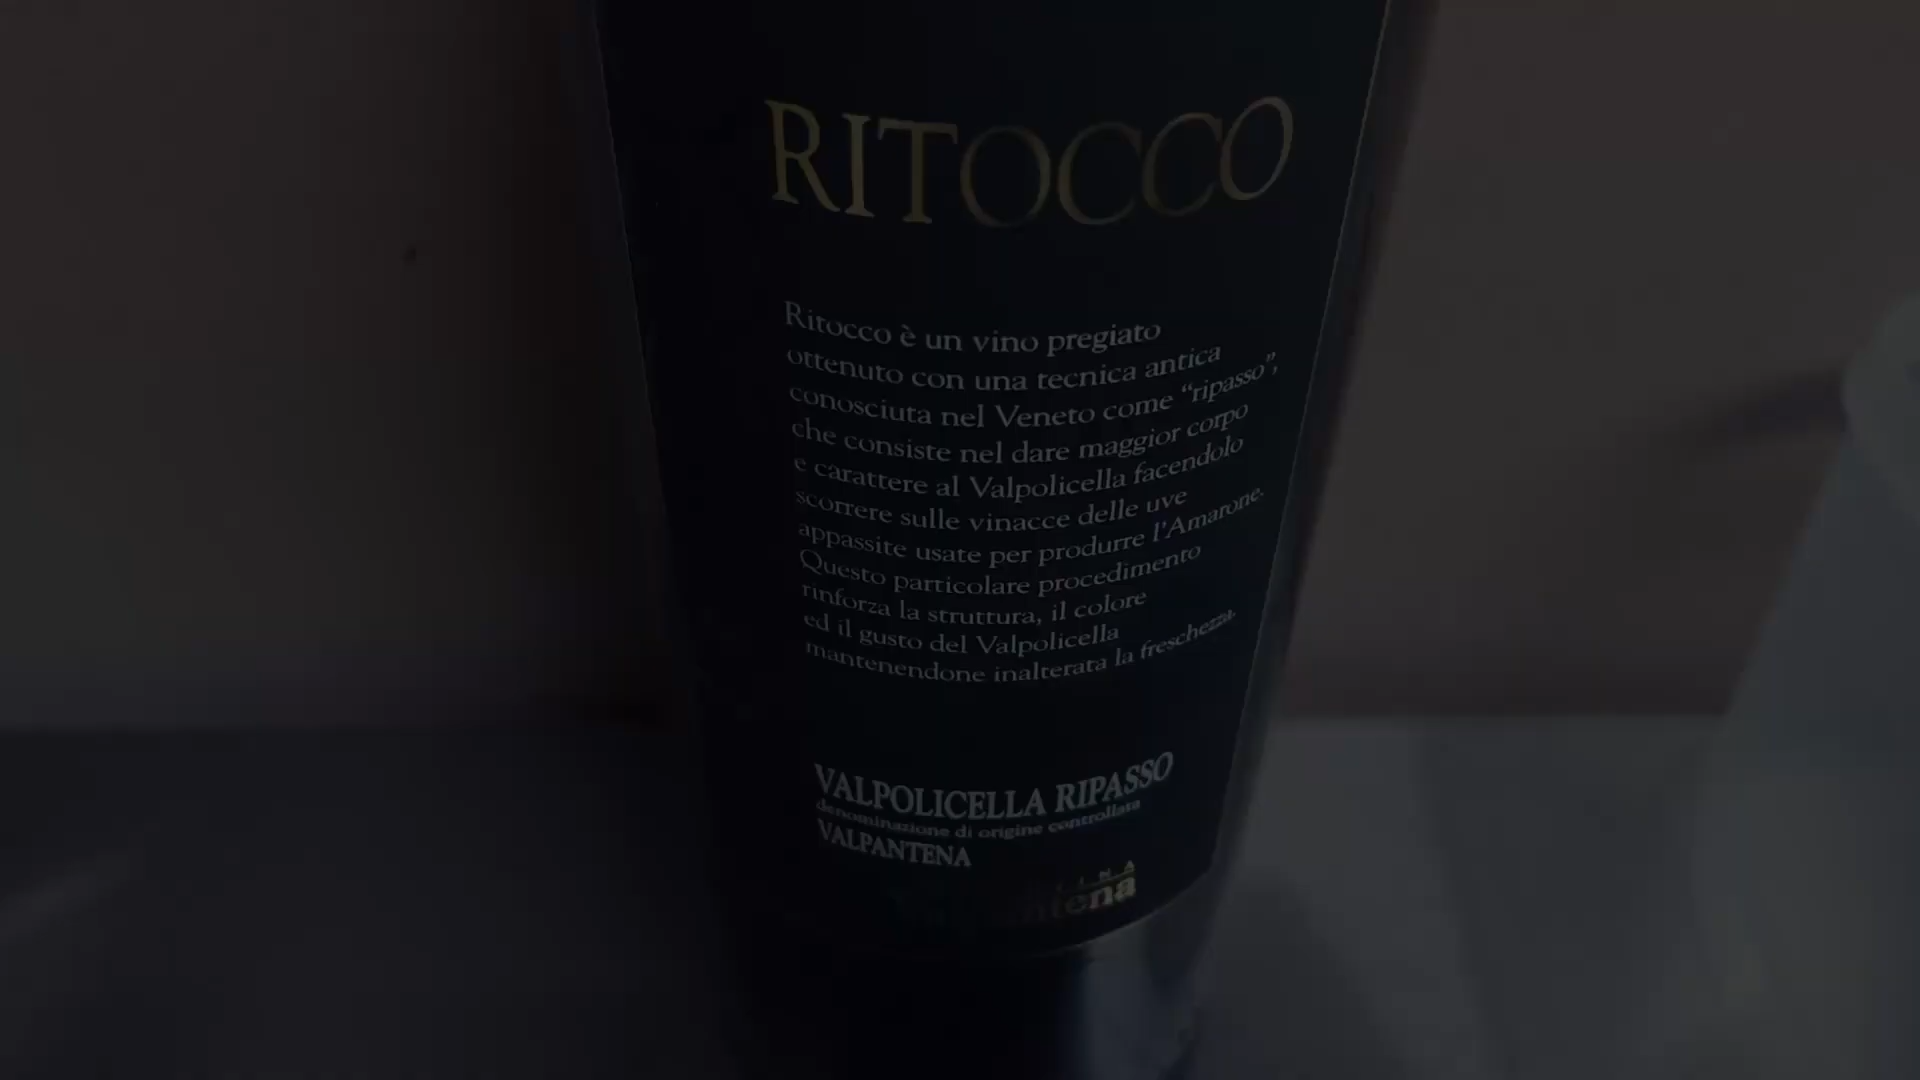 RITOCCO
Ritocco è un vino pregiato
ottenuto con una tecnica antica
conosciuta nel Veneto come “ripasso”,
che consiste nel dare maggior corpo
e carattere al Valpolicella facendolo
scorrere sulle vinacce delle uve
appassite usate per produrre l’Amarone.
Questo particolare procedimento
rinforza la struttura, il colore
ed il gusto del Valpolicella
mantenendone inalterata la freschezza.
VALPOLICELLA RIPASSO
denominazione di origine controllata
VALPANTENA